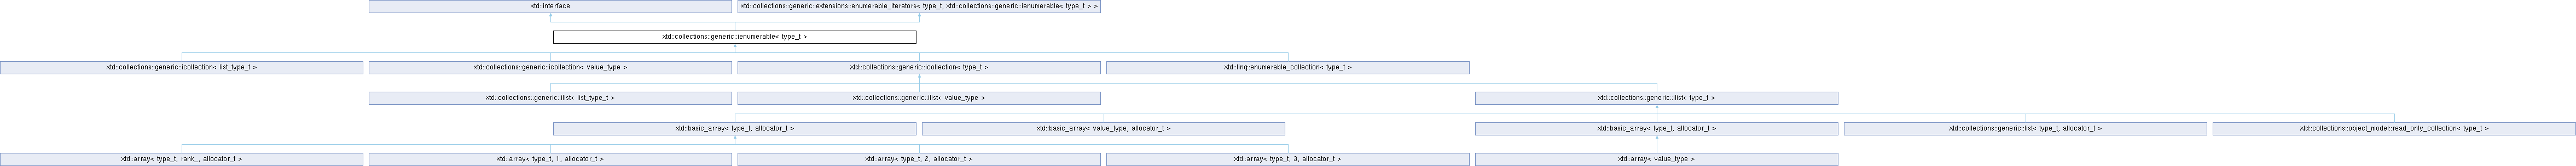 xtd::interface
xtd::collections::generic::extensions::enumerable_iterators< type_t, xtd::collections::generic::ienumerable< type_t > >
xtd::collections::generic::ienumerable< type_t >
xtd::collections::generic::icollection< list_type_t >
xtd::collections::generic::icollection< value_type >
xtd::collections::generic::icollection< type_t >
xtd::linq::enumerable_collection< type_t >
xtd::collections::generic::ilist< list_type_t >
xtd::collections::generic::ilist< value_type >
xtd::collections::generic::ilist< type_t >
xtd::basic_array< type_t, allocator_t >
xtd::basic_array< value_type, allocator_t >
xtd::basic_array< type_t, allocator_t >
xtd::collections::generic::list< type_t, allocator_t >
xtd::collections::object_model::read_only_collection< type_t >
xtd::array< type_t, rank_, allocator_t >
xtd::array< type_t, 1, allocator_t >
xtd::array< type_t, 2, allocator_t >
xtd::array< type_t, 3, allocator_t >
xtd::array< value_type >